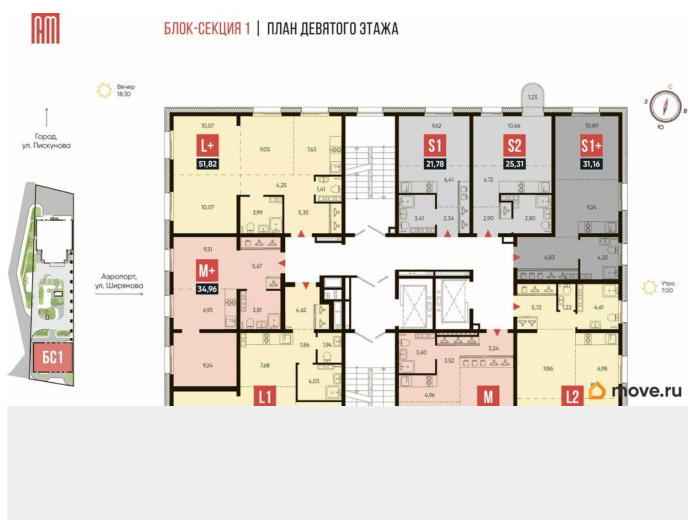 АМ
БЛОК-СЕКЦИЯ 1 | ПЛАН ДЕВЯТОГО ЭТАЖА
Вечер
18:30
Город,
ул. Пискунова
Аэропорт,
ул. Ширямова
БС1
С
З
В
Ю
Утро
7:00
1,23
10,07
L+
51,82
9,05
7,63
4,25
1,41
10,07
3,99
5,35
9,62
S1
21,78
6,41
3,41
2,34
10,66
S2
25,31
6,72
2,90
3,80
10,89
S1+
31,16
9,24
6,83
4,20
9,31
M+
34,96
5,67
6,93
3,81
9,24
4,62
1,86
1,94
7,68
4,03
L1
3,60
3,52
3,24
4,96
M
5,72
1,22
4,61
9,86
6,98
L2
move.ru